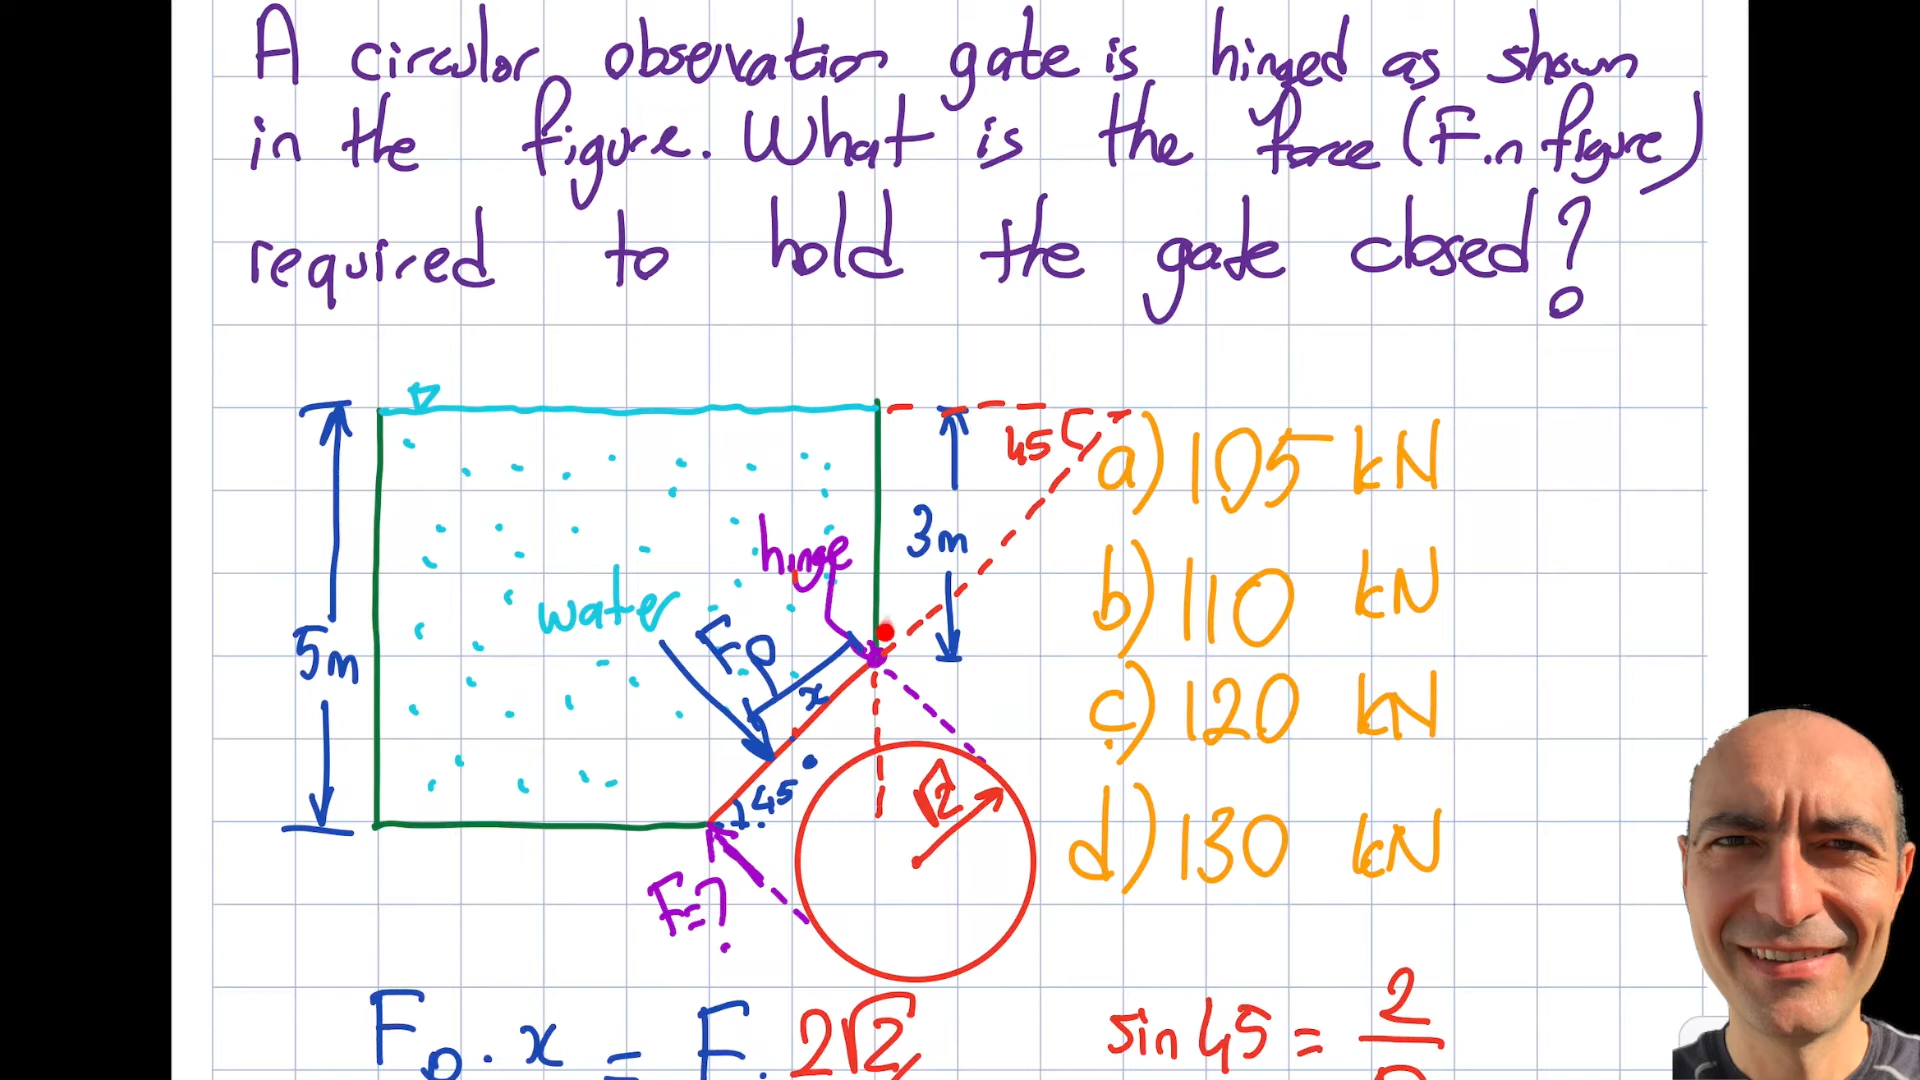 A circular observation gate is hinged as shown
in the figure. What is the force (F in figure)
required to hold the gate closed?
45
a) 105 kN
3m
hinge
b) 110 kN
water
Fp
5m
x
c) 120 kN
45°
√2
d) 130 kN
F=?
Fp . x = F . 2√2
sin 45 = 2